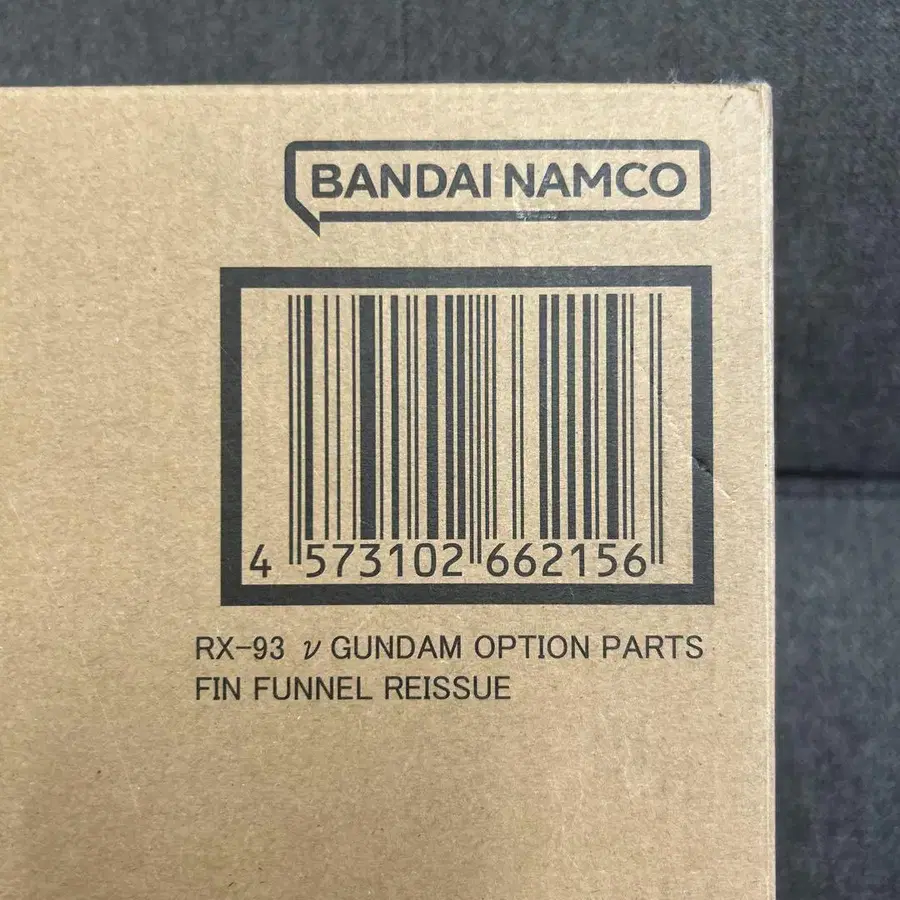 BANDAI NAMCO
4 573102 662156
RX-93 ν GUNDAM OPTION PARTS
FIN FUNNEL REISSUE